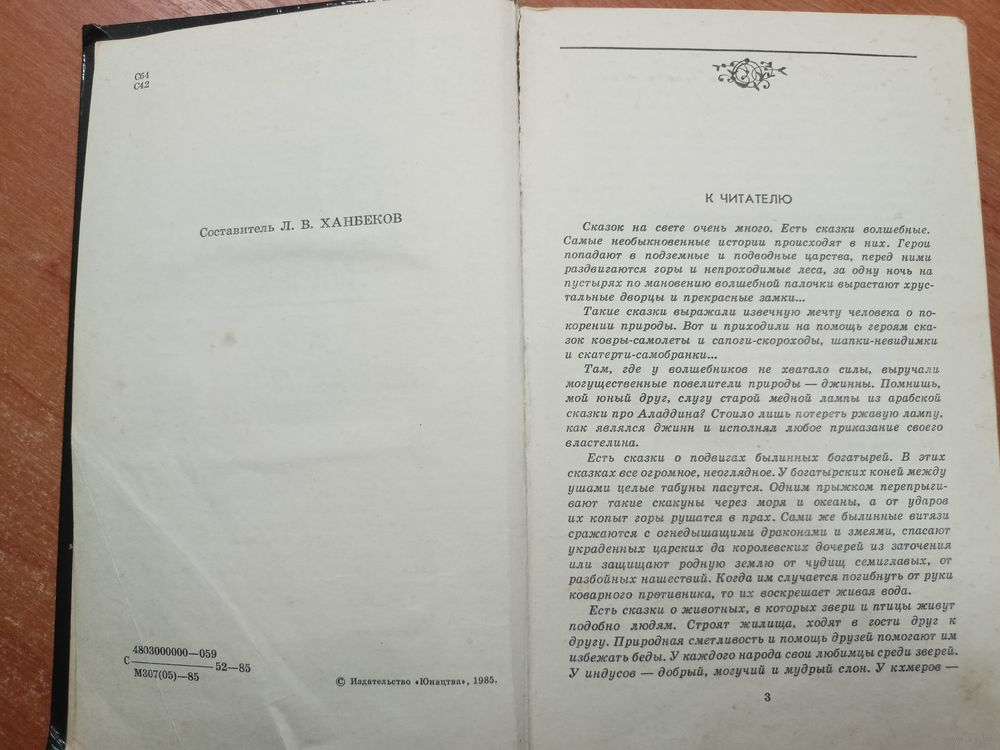 С64
С42
Составитель Л. В. ХАНБЕКОВ
4803000000—059
С
52—85
М307(05)—85
© Издательство «Юнацтва», 1985.
К ЧИТАТЕЛЮ
Сказок на свете очень много. Есть сказки волшебные.
Самые необыкновенные истории происходят в них. Герои
попадают в подземные и подводные царства, перед ними
раздвигаются горы и непроходимые леса, за одну ночь на
пустырях по мановению волшебной палочки вырастают хрус-
тальные дворцы и прекрасные замки...
Такие сказки выражали извечную мечту человека о по-
корении природы. Вот и приходили на помощь героям ска-
зок ковры-самолеты и сапоги-скороходы, шапки-невидимки
и скатерти-самобранки...
Там, где у волшебников не хватало силы, выручали
могущественные повелители природы — джинны. Помнишь,
мой юный друг, слугу старой медной лампы из арабской
сказки про Аладдина? Стоило лишь потереть ржавую лампу,
как являлся джинн и исполнял любое приказание своего
властелина.
Есть сказки о подвигах былинных богатырей. В этих
сказках все огромное, неоглядное. У богатырских коней между
ушами целые табуны пасутся. Одним прыжком перепрыги-
вают такие скакуны через моря и океаны, а от ударов
их копыт горы рушатся в прах. Сами же былинные витязи
сражаются с огнедышащими драконами и змеями, спасают
украденных царских да королевских дочерей из заточения
или защищают родную землю от чудищ семиглавых, от
разбойных нашествий. Когда им случается погибнуть от руки
коварного противника, то их воскрешает живая вода.
Есть сказки о животных, в которых звери и птицы живут
подобно людям. Строят жилища, ходят в гости друг к
другу. Природная сметливость и помощь друзей помогают им
избежать беды. У каждого народа свои любимцы среди зверей.
У индусов — добрый, могучий и мудрый слон. У кхмеров —
3